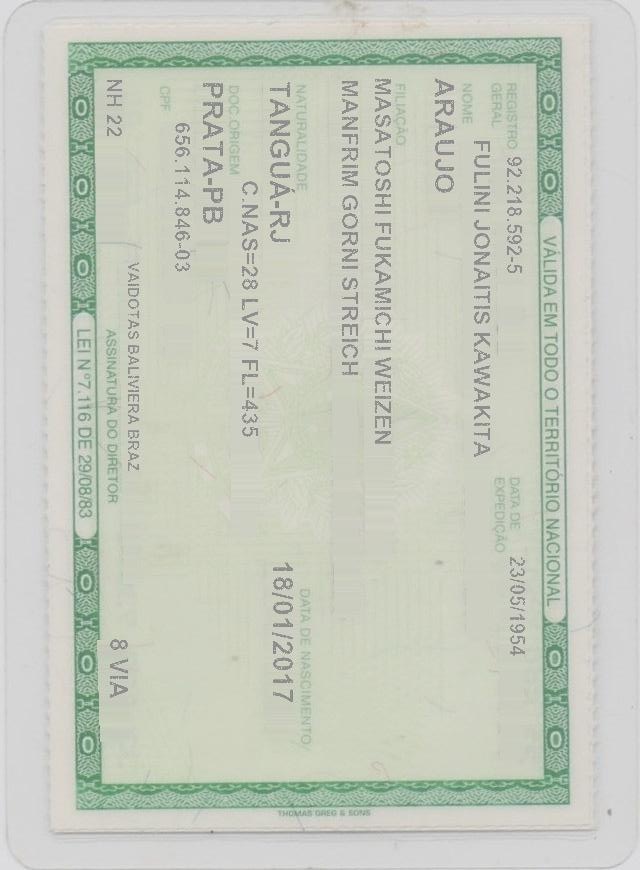 VÁLIDA EM TODO O TERRITÓRIO NACIONAL
REGISTRO GERAL 92.218.592-5 DATA DE EXPEDIÇÃO 23/05/1954
NOME FULINI JONAITIS KAWAKITA
ARAUJO
FILIAÇÃO
MASATOSHI FUKAMICHI WEIZEN
MANFRIM GORNI STREICH
NATURALIDADE DATA DE NASCIMENTO
TANGUÁ-RJ 18/01/2017
DOC ORIGEM C.NAS=28 LV=7 FL=435
PRATA-PB
CPF 656.114.846-03
VAIDOTAS BALIVIERA BRAZ
NH 22 ASSINATURA DO DIRETOR 8 VIA
LEI Nº 7.116 DE 29/08/83
THOMAS GREG & SONS